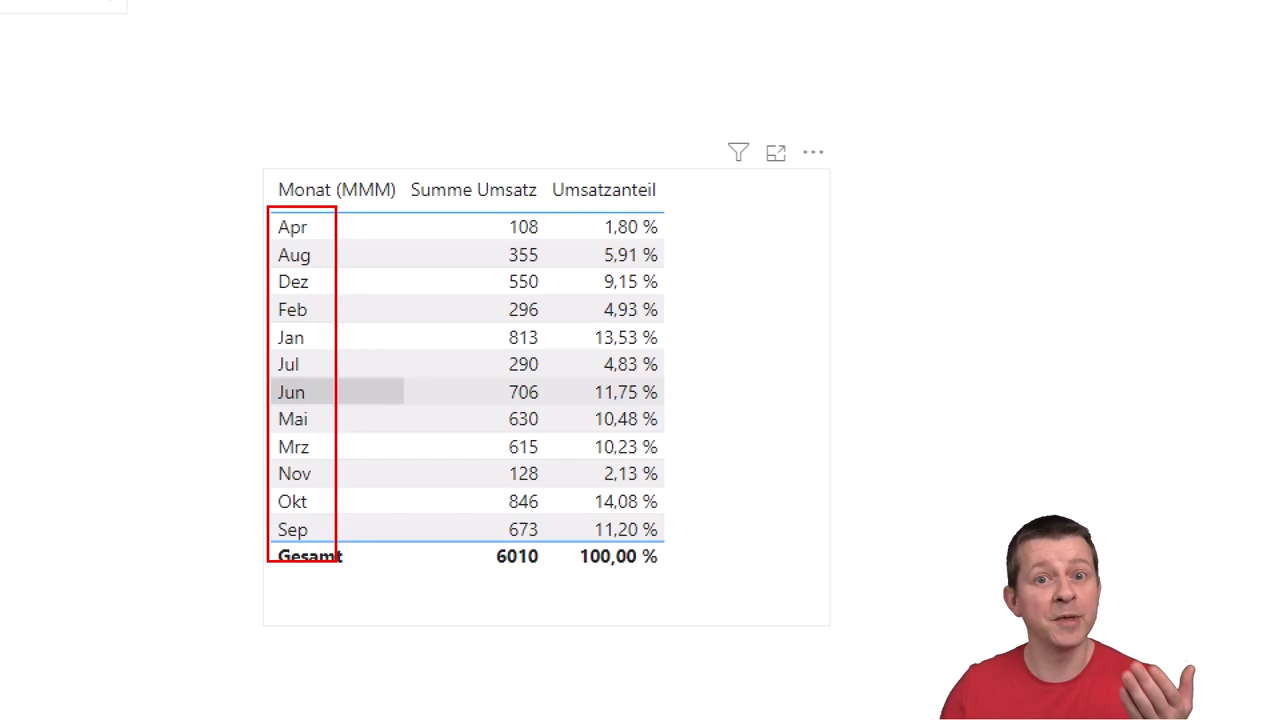 Monat (MMM) Summe Umsatz Umsatzanteil
Apr 108 1,80 %
Aug 355 5,91 %
Dez 550 9,15 %
Feb 296 4,93 %
Jan 813 13,53 %
Jul 290 4,83 %
Jun 706 11,75 %
Mai 630 10,48 %
Mrz 615 10,23 %
Nov 128 2,13 %
Okt 846 14,08 %
Sep 673 11,20 %
Gesamt 6010 100,00 %